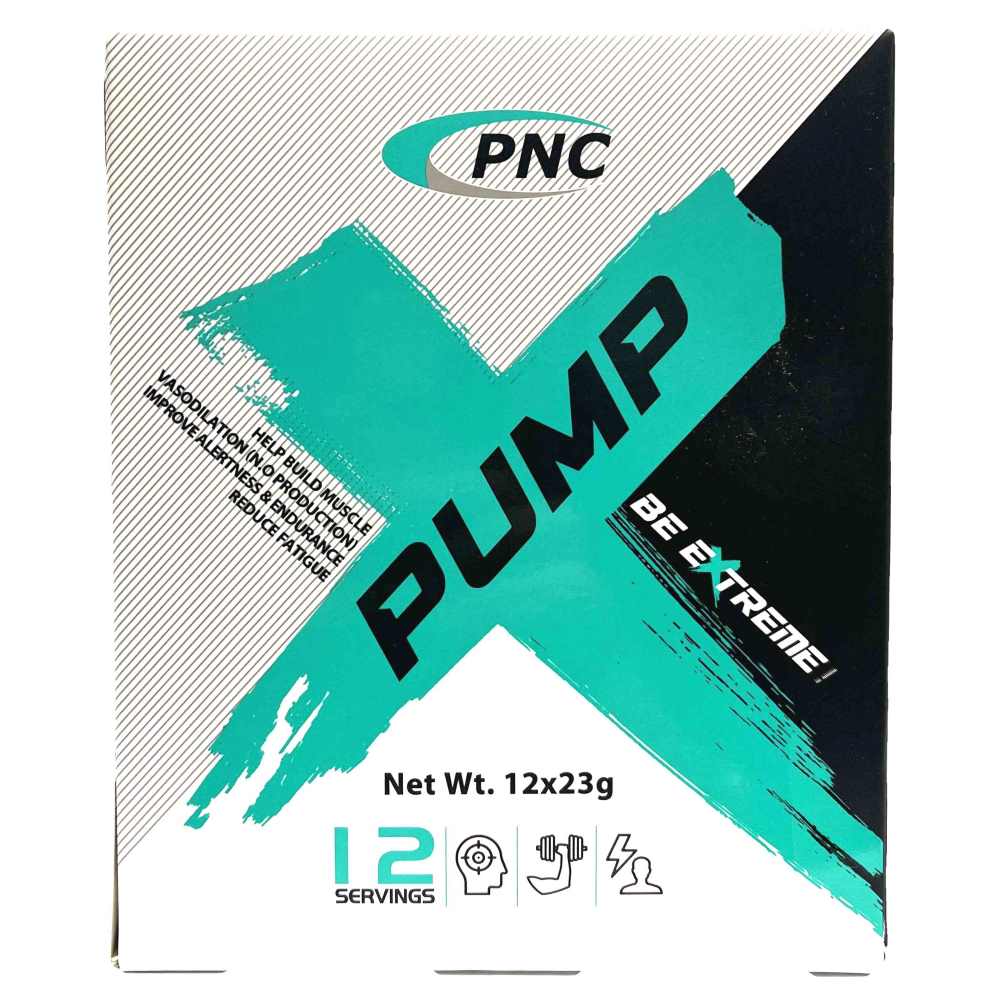 PNC
PUMP
HELP BUILD MUSCLE
VASODILATION (N.O PRODUCTION)
IMPROVE ALERTNESS & ENDURANCE
REDUCE FATIGUE
BE EXTREME!
Net Wt. 12x23g
12
SERVINGS